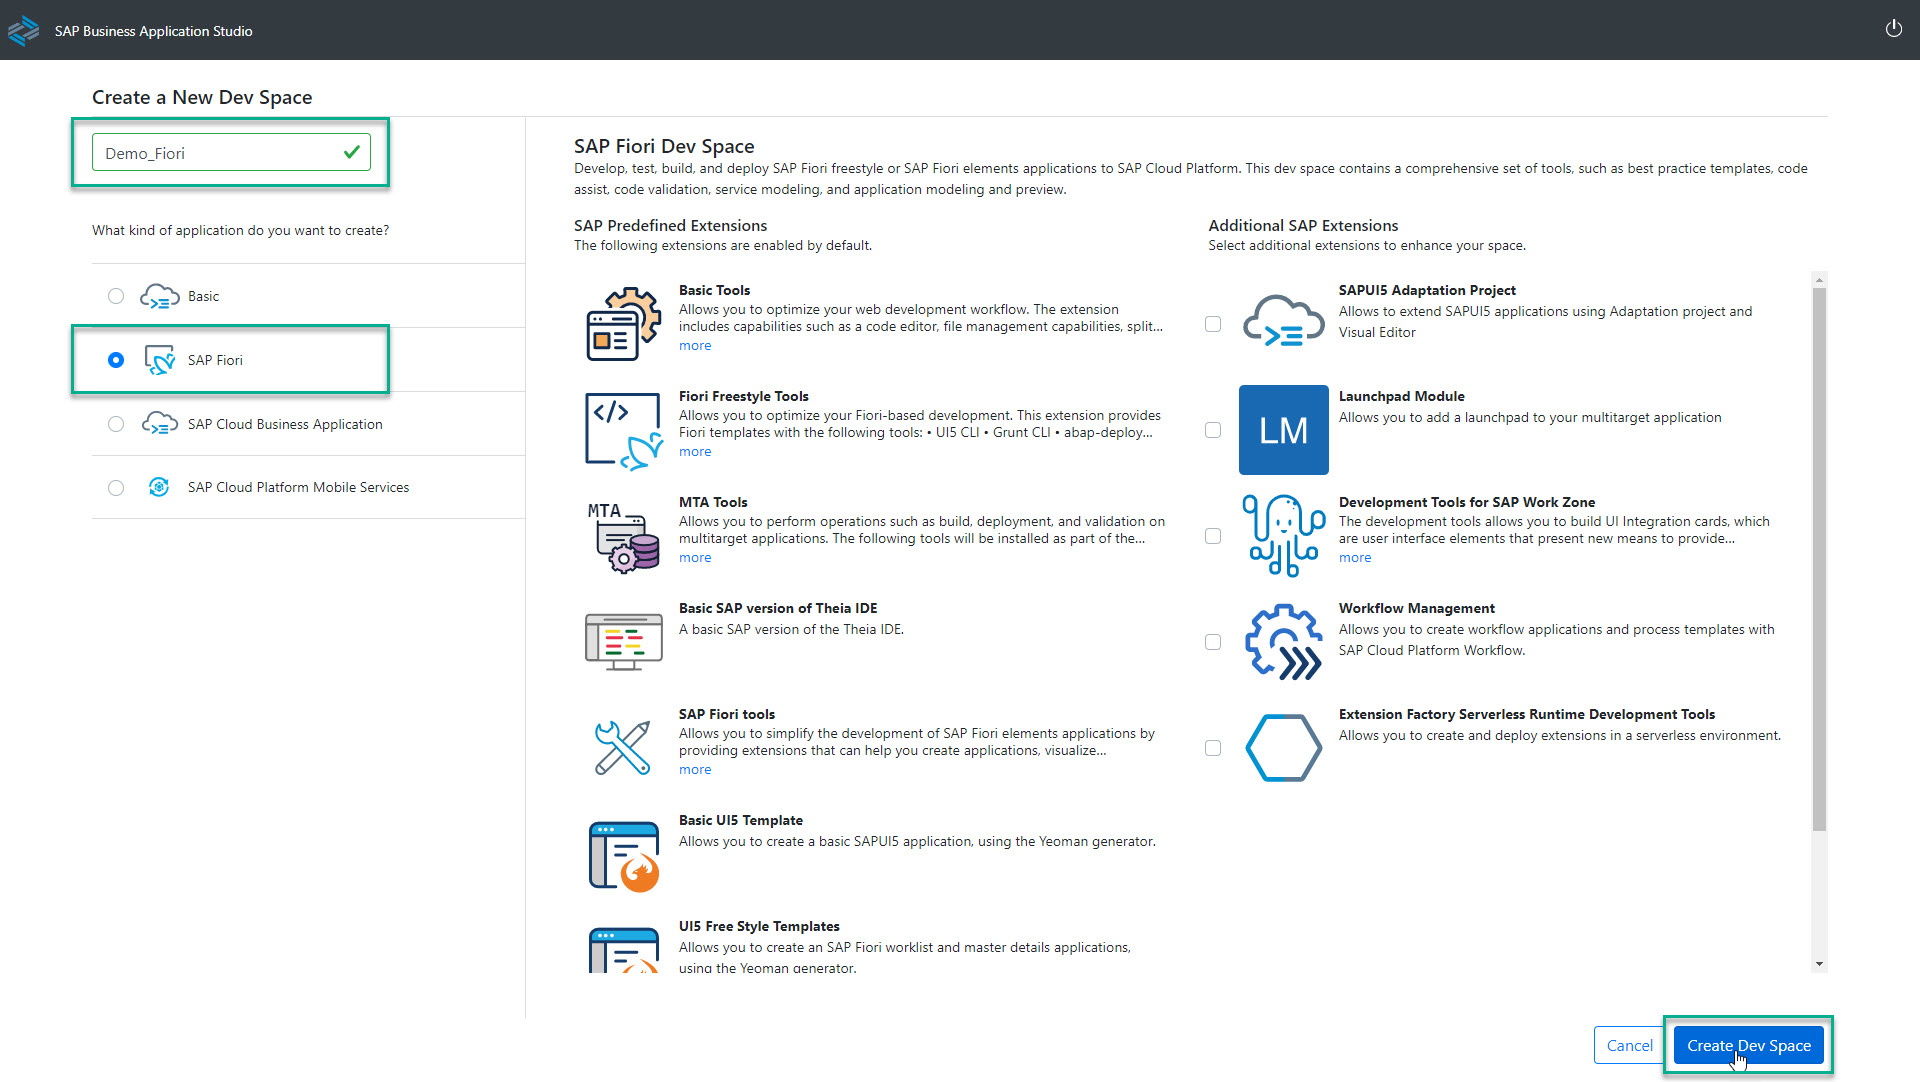 SAP Business Application Studio
Create a New Dev Space
Demo_Fiori
What kind of application do you want to create?
Basic
SAP Fiori
SAP Cloud Business Application
SAP Cloud Platform Mobile Services
SAP Fiori Dev Space
Develop, test, build, and deploy SAP Fiori freestyle or SAP Fiori elements applications to SAP Cloud Platform. This dev space contains a comprehensive set of tools, such as best practice templates, code
assist, code validation, service modeling, and application modeling and preview.
SAP Predefined Extensions
The following extensions are enabled by default.
Basic Tools
Allows you to optimize your web development workflow. The extension
includes capabilities such as a code editor, file management capabilities, split...
more
</>
Fiori Freestyle Tools
Allows you to optimize your Fiori-based development. This extension provides
Fiori templates with the following tools: • UI5 CLI • Grunt CLI • abap-deploy...
more
MTA
MTA Tools
Allows you to perform operations such as build, deployment, and validation on
multitarget applications. The following tools will be installed as part of the...
more
Basic SAP version of Theia IDE
A basic SAP version of the Theia IDE.
SAP Fiori tools
Allows you to simplify the development of SAP Fiori elements applications by
providing extensions that can help you create applications, visualize...
more
Basic UI5 Template
Allows you to create a basic SAPUI5 application, using the Yeoman generator.
UI5 Free Style Templates
Allows you to create an SAP Fiori worklist and master details applications,
using the Yeoman generator.
Additional SAP Extensions
Select additional extensions to enhance your space.
SAPUI5 Adaptation Project
Allows to extend SAPUI5 applications using Adaptation project and
Visual Editor
LM
Launchpad Module
Allows you to add a launchpad to your multitarget application
Development Tools for SAP Work Zone
The development tools allows you to build UI Integration cards, which
are user interface elements that present new means to provide...
more
Workflow Management
Allows you to create workflow applications and process templates with
SAP Cloud Platform Workflow.
Extension Factory Serverless Runtime Development Tools
Allows you to create and deploy extensions in a serverless environment.
Cancel
Create Dev Space